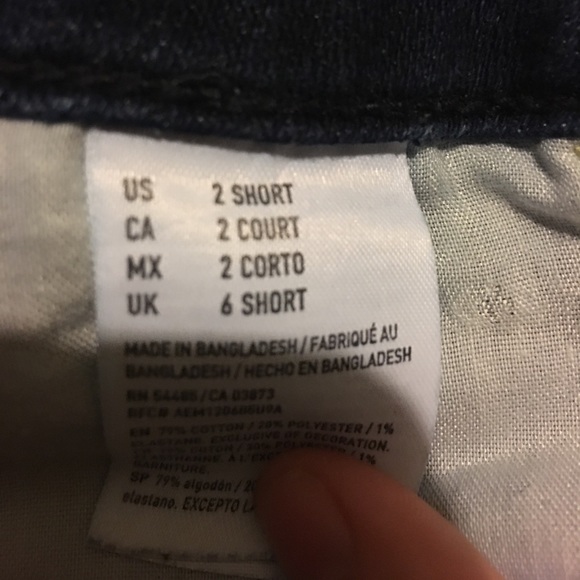 US 2 SHORT
CA 2 COURT
MX 2 CORTO
UK 6 SHORT
MADE IN BANGLADESH / FABRIQUÉ AU
BANGLADESH / HECHO EN BANGLADESH
RN 54485 / CA 03873
EN 79% COTTON / 20% POLYESTER / 1%
ELASTANE. EXCLUSIVE OF DECORATION.
/ 1%
GARNITURE.
SP 79% algodón / 20
elastano. EXCEPTO